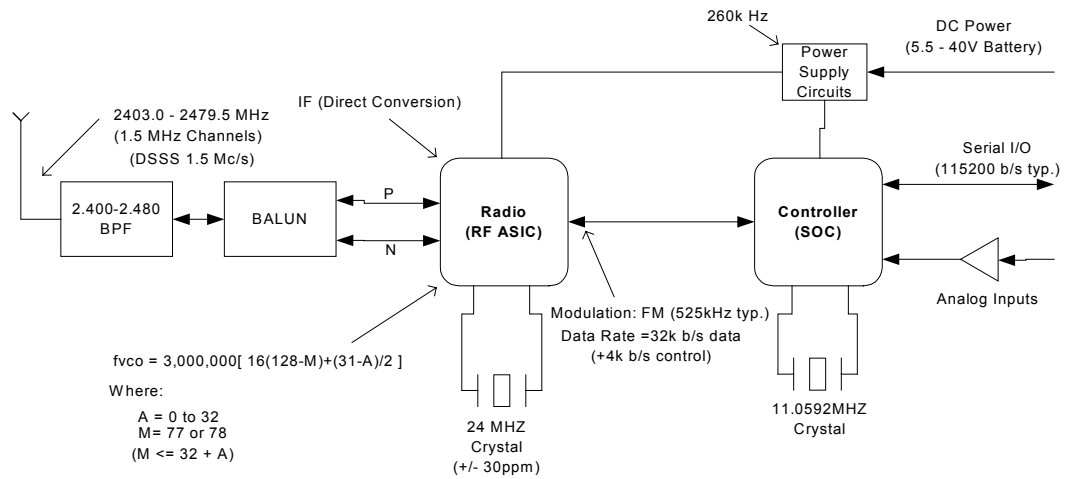 260k Hz
DC Power
(5.5 - 40V Battery)
Power
Supply
Circuits
2403.0 - 2479.5 MHz
(1.5 MHz Channels)
(DSSS 1.5 Mc/s)
IF (Direct Conversion)
Serial I/O
(115200 b/s typ.)
2.400-2.480
BPF
BALUN
P
N
Radio
(RF ASIC)
Controller
(SOC)
Analog Inputs
Modulation: FM (525kHz typ.)
Data Rate =32k b/s data
(+4k b/s control)
fvco = 3,000,000[ 16(128-M)+(31-A)/2 ]
Where:
A = 0 to 32
M= 77 or 78
(M <= 32 + A)
24 MHZ
Crystal
(+/- 30ppm)
11.0592MHZ
Crystal